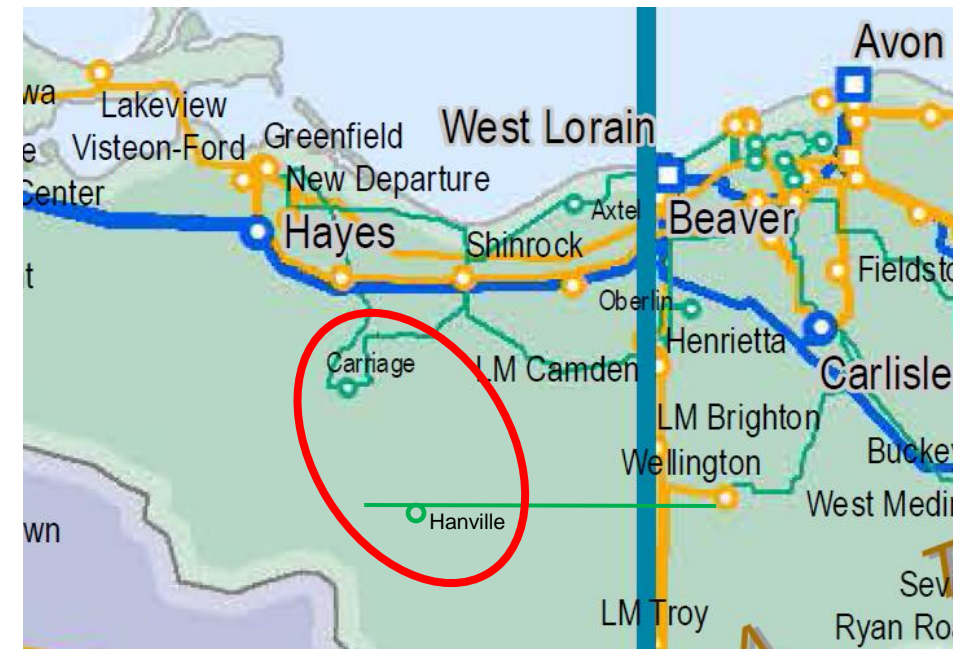 Avon
wa
Lakeview
West Lorain
e
Visteon-Ford
Greenfield
Center
New Departure
Axtel
Beaver
Hayes
Shinrock
t
Fieldsto
Oberlin
Henrietta
Carriage
LM Camden
Carlisle
LM Brighton
Wellington
Buckey
West Medi
Hanville
wn
LM Troy
Sev
Ryan Ro